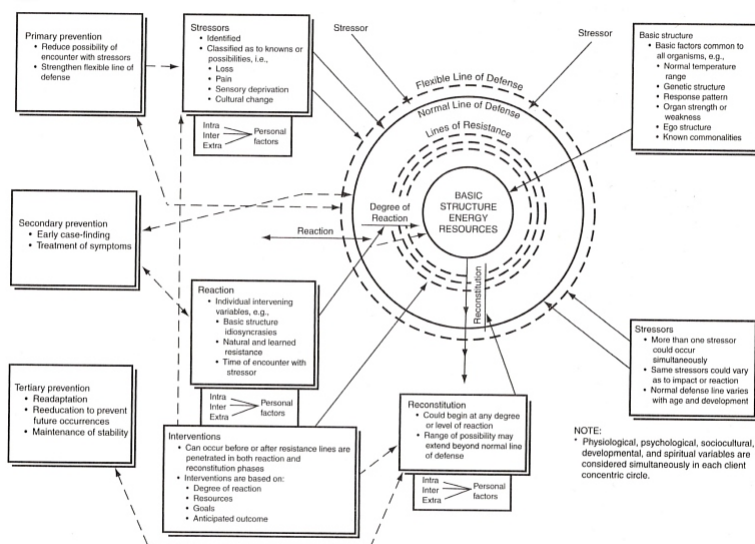 Primary prevention
• Reduce possibility of
encounter with stressors
• Strengthen flexible line of
defense
Stressors
• Identified
• Classified as to knowns or
possibilities, i.e.,
• Loss
• Pain
• Sensory deprivation
• Cultural change
Intra
Inter
Extra
Personal
factors
Stressor
Stressor
Basic structure
• Basic factors common to
all organisms, e.g.,
• Normal temperature
range
• Genetic structure
• Response pattern
• Organ strength or
weakness
• Ego structure
• Known commonalities
Flexible Line of Defense
Normal Line of Defense
Lines of Resistance
BASIC
STRUCTURE
ENERGY
RESOURCES
Degree of
Reaction
Reaction
Reconstitution
Secondary prevention
• Early case-finding
• Treatment of symptoms
Reaction
• Individual intervening
variables, e.g.,
• Basic structure
idiosyncrasies
• Natural and learned
resistance
• Time of encounter with
stressor
Intra
Inter
Extra
Personal
factors
Stressors
• More than one stressor
could occur
simultaneously
• Same stressors could vary
as to impact or reaction
• Normal defense line varies
with age and development
Tertiary prevention
• Readaptation
• Reeducation to prevent
future occurrences
• Maintenance of stability
Interventions
• Can occur before or after resistance lines are
penetrated in both reaction and
reconstitution phases
• Interventions are based on:
• Degree of reaction
• Resources
• Goals
• Anticipated outcome
Reconstitution
• Could begin at any degree
or level of reaction
• Range of possibility may
extend beyond normal line
of defense
Intra
Inter
Extra
Personal
factors
NOTE:
* Physiological, psychological, sociocultural,
developmental, and spiritual variables are
considered simultaneously in each client
concentric circle.